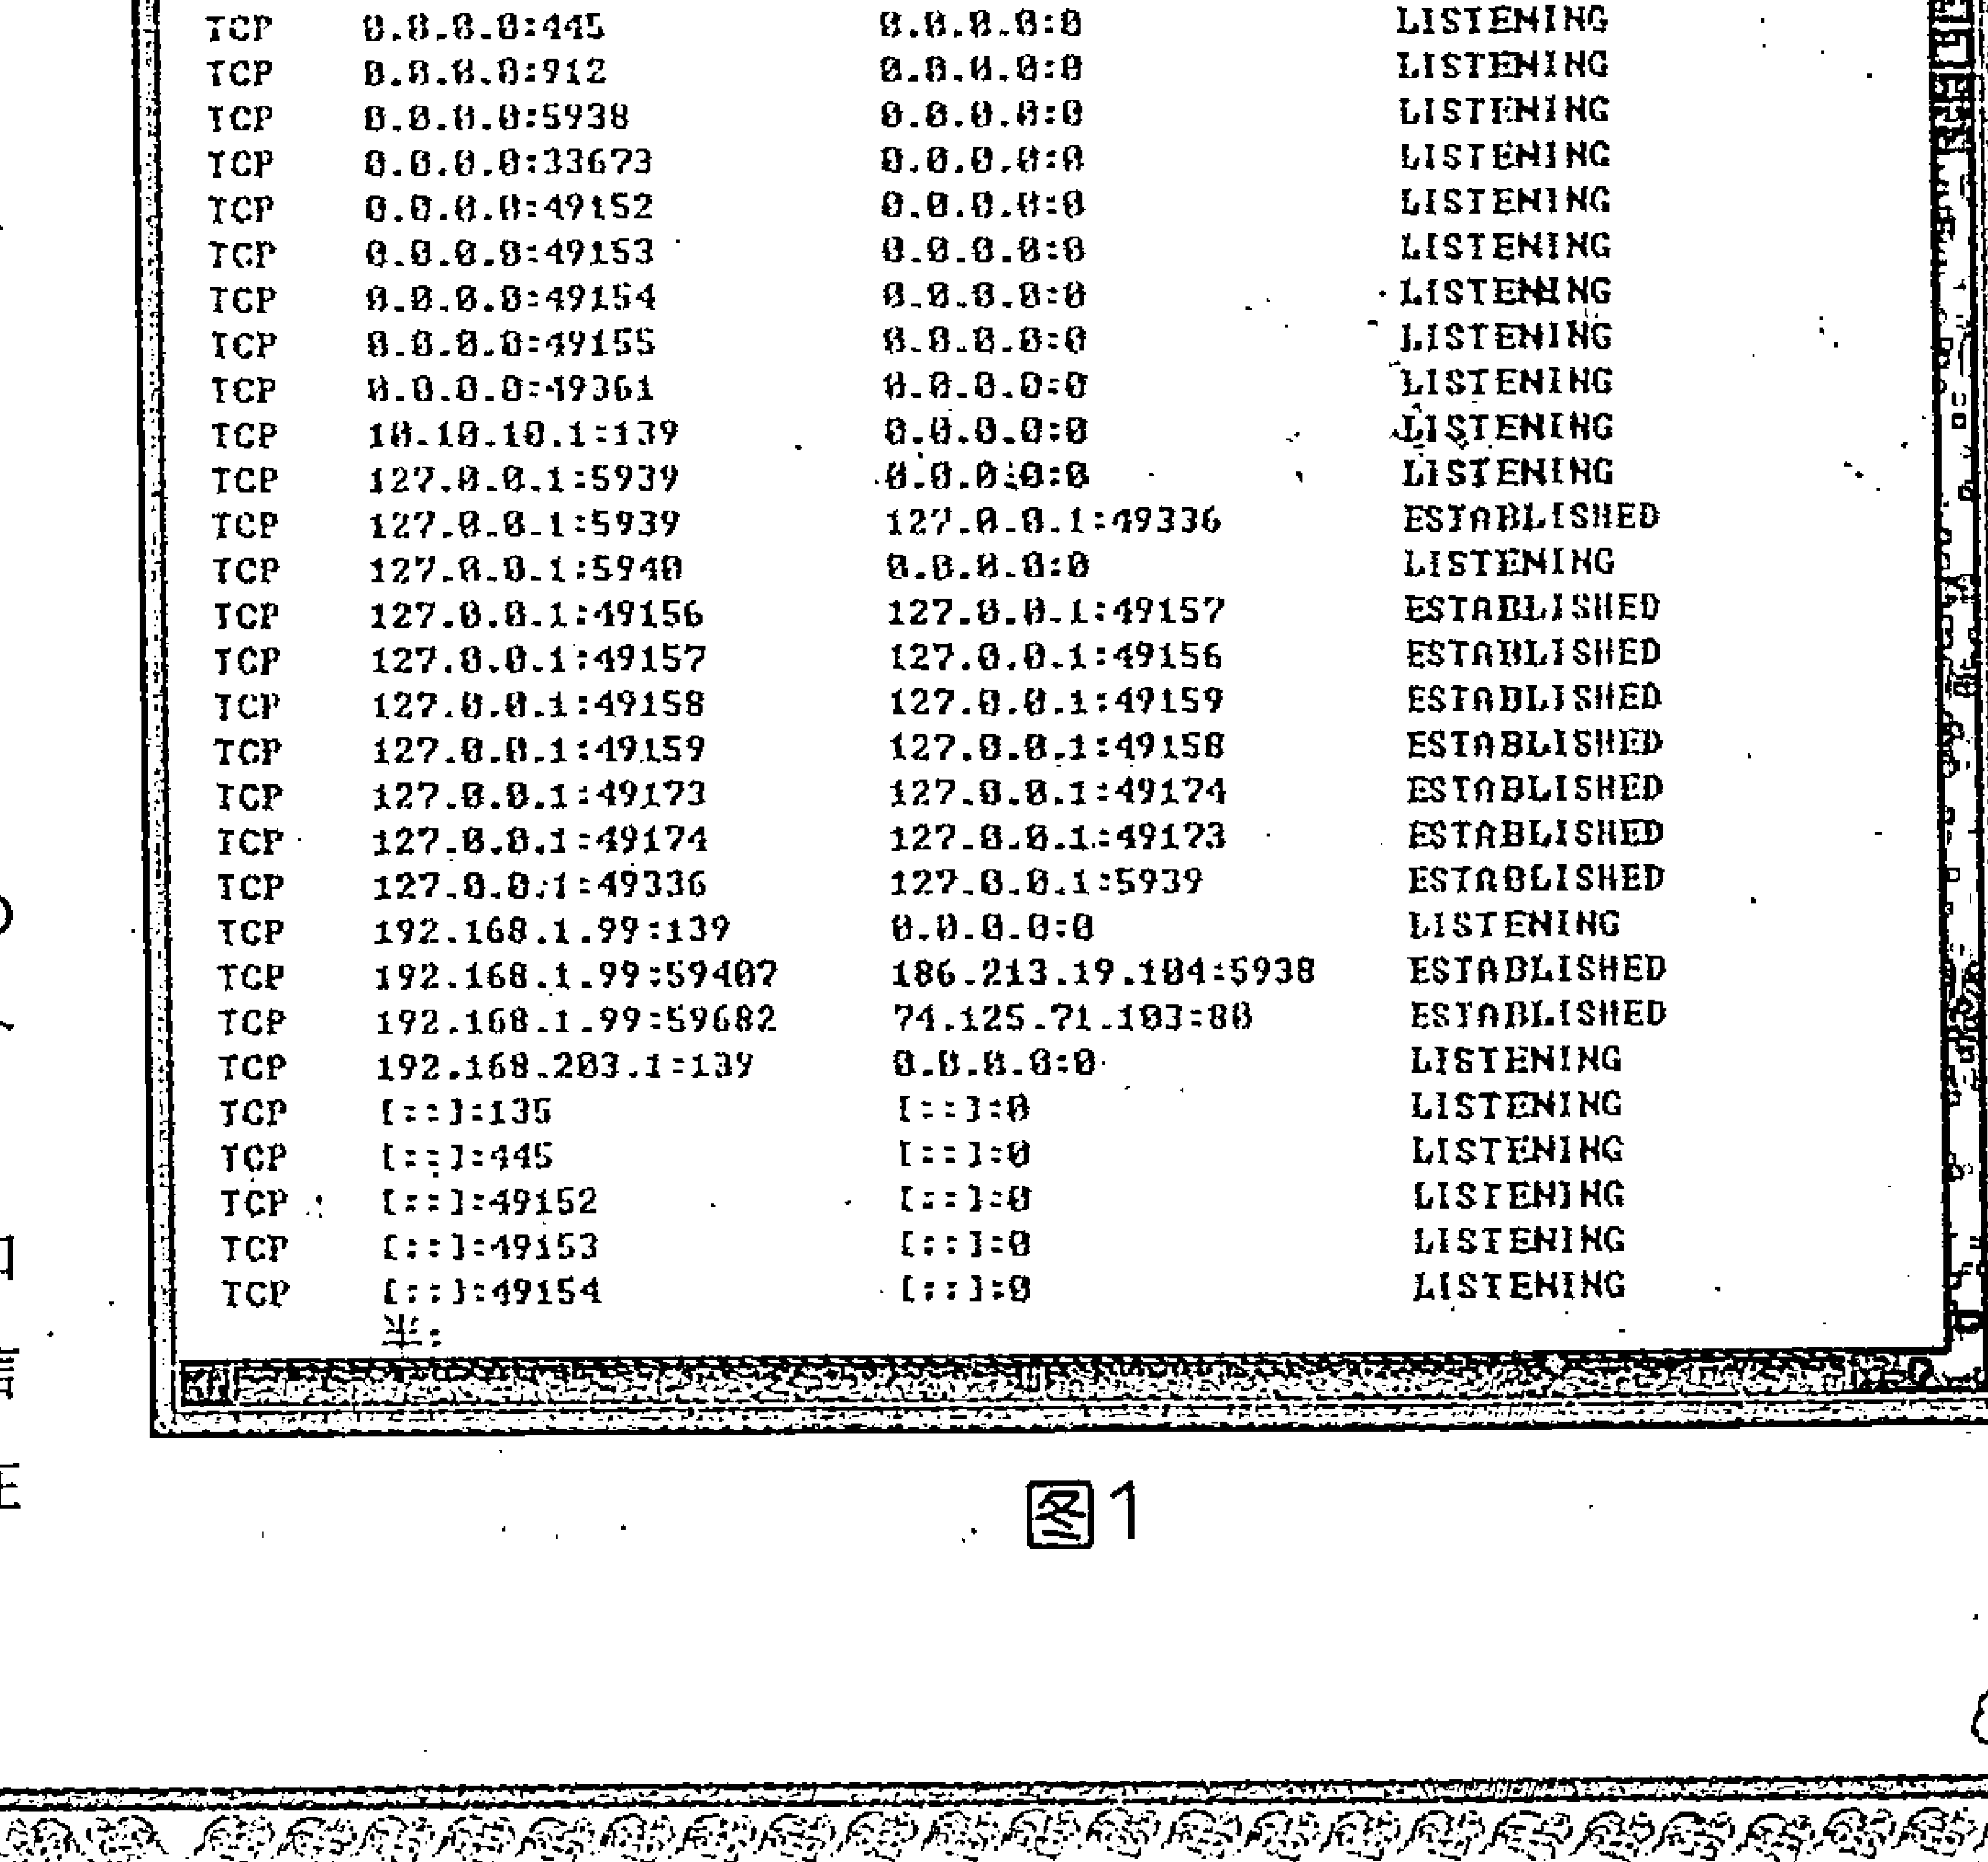 TCP 0.0.0.0:445 0.0.0.0:0 LISTENING
TCP 0.0.0.0:912 0.0.0.0:0 LISTENING
TCP 0.0.0.0:5938 0.0.0.0:0 LISTENING
TCP 0.0.0.0:33673 0.0.0.0:0 LISTENING
TCP 0.0.0.0:49152 0.0.0.0:0 LISTENING
TCP 0.0.0.0:49153 0.0.0.0:0 LISTENING
TCP 0.0.0.0:49154 0.0.0.0:0 LISTENING
TCP 0.0.0.0:49155 0.0.0.0:0 LISTENING
TCP 0.0.0.0:49361 0.0.0.0:0 LISTENING
TCP 10.10.10.1:139 0.0.0.0:0 LISTENING
TCP 127.0.0.1:5939 0.0.0.0:0 LISTENING
TCP 127.0.0.1:5939 127.0.0.1:49336 ESTABLISHED
TCP 127.0.0.1:5940 0.0.0.0:0 LISTENING
TCP 127.0.0.1:49156 127.0.0.1:49157 ESTABLISHED
TCP 127.0.0.1:49157 127.0.0.1:49156 ESTABLISHED
TCP 127.0.0.1:49158 127.0.0.1:49159 ESTABLISHED
TCP 127.0.0.1:49159 127.0.0.1:49158 ESTABLISHED
TCP 127.0.0.1:49173 127.0.0.1:49174 ESTABLISHED
TCP 127.0.0.1:49174 127.0.0.1:49173 ESTABLISHED
TCP 127.0.0.1:49336 127.0.0.1:5939 ESTABLISHED
TCP 192.168.1.99:139 0.0.0.0:0 LISTENING
TCP 192.168.1.99:59407 186.213.19.104:5938 ESTABLISHED
TCP 192.168.1.99:59682 74.125.71.103:80 ESTABLISHED
TCP 192.168.203.1:139 0.0.0.0:0 LISTENING
TCP [::]:135 [::]:0 LISTENING
TCP [::]:445 [::]:0 LISTENING
TCP [::]:49152 [::]:0 LISTENING
TCP [::]:49153 [::]:0 LISTENING
TCP [::]:49154 [::]:0 LISTENING
半:
图1